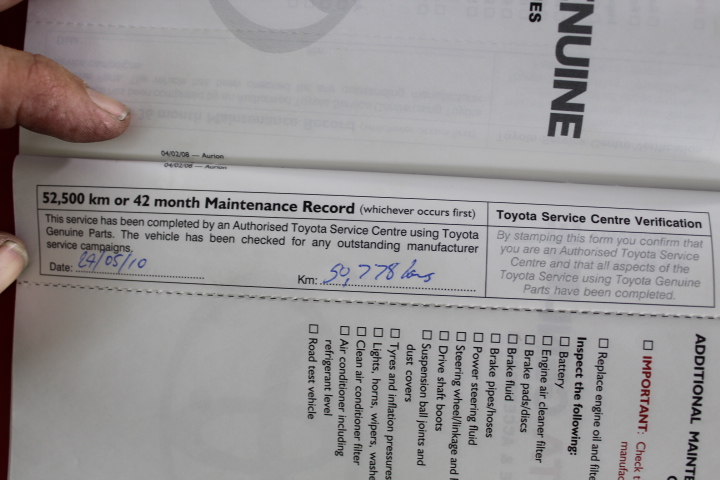 NUINE
ES
04/02/08 — Aurion
04/02/08 — Aurion
52,500 km or 42 month Maintenance Record (whichever occurs first)
This service has been completed by an Authorised Toyota Service Centre using Toyota
Genuine Parts. The vehicle has been checked for any outstanding manufacturer
service campaigns.
Date: 24/05/10
Km: 50,778 kms
Toyota Service Centre Verification
By stamping this form you confirm that
you are an Authorised Toyota Service
Centre and that all aspects of the
Toyota Service using Toyota Genuine
Parts have been completed.
ADDITIONAL MAINTE
☐ IMPORTANT: Check t
manufac
☐ Replace engine oil and filte
Inspect the following:
☐ Battery
☐ Engine air cleaner filter
☐ Brake pads/discs
☐ Brake fluid
☐ Brake pipes/hoses
☐ Power steering fluid
☐ Steering wheel/linkage and
☐ Drive shaft boots
☐ Suspension ball joints and
dust covers
☐ Tyres and inflation pressures
☐ Lights, horns, wipers, washe
☐ Clean air conditioner filter
☐ Air conditioner including
refrigerant level
☐ Road test vehicle